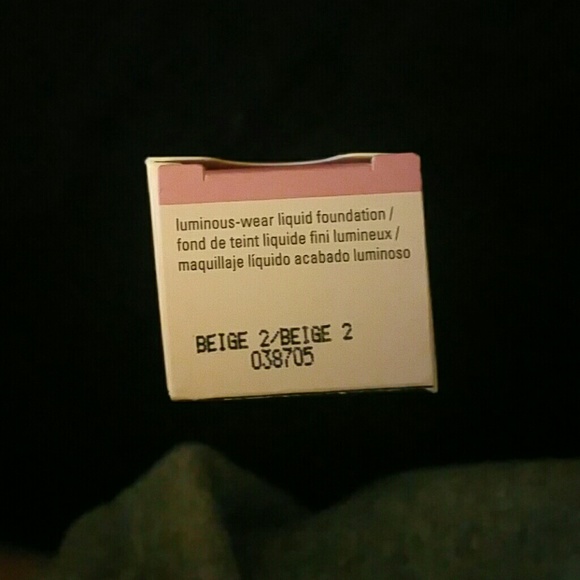 luminous-wear liquid foundation /
fond de teint liquide fini lumineux /
maquillaje líquido acabado luminoso
BEIGE 2/BEIGE 2
038705